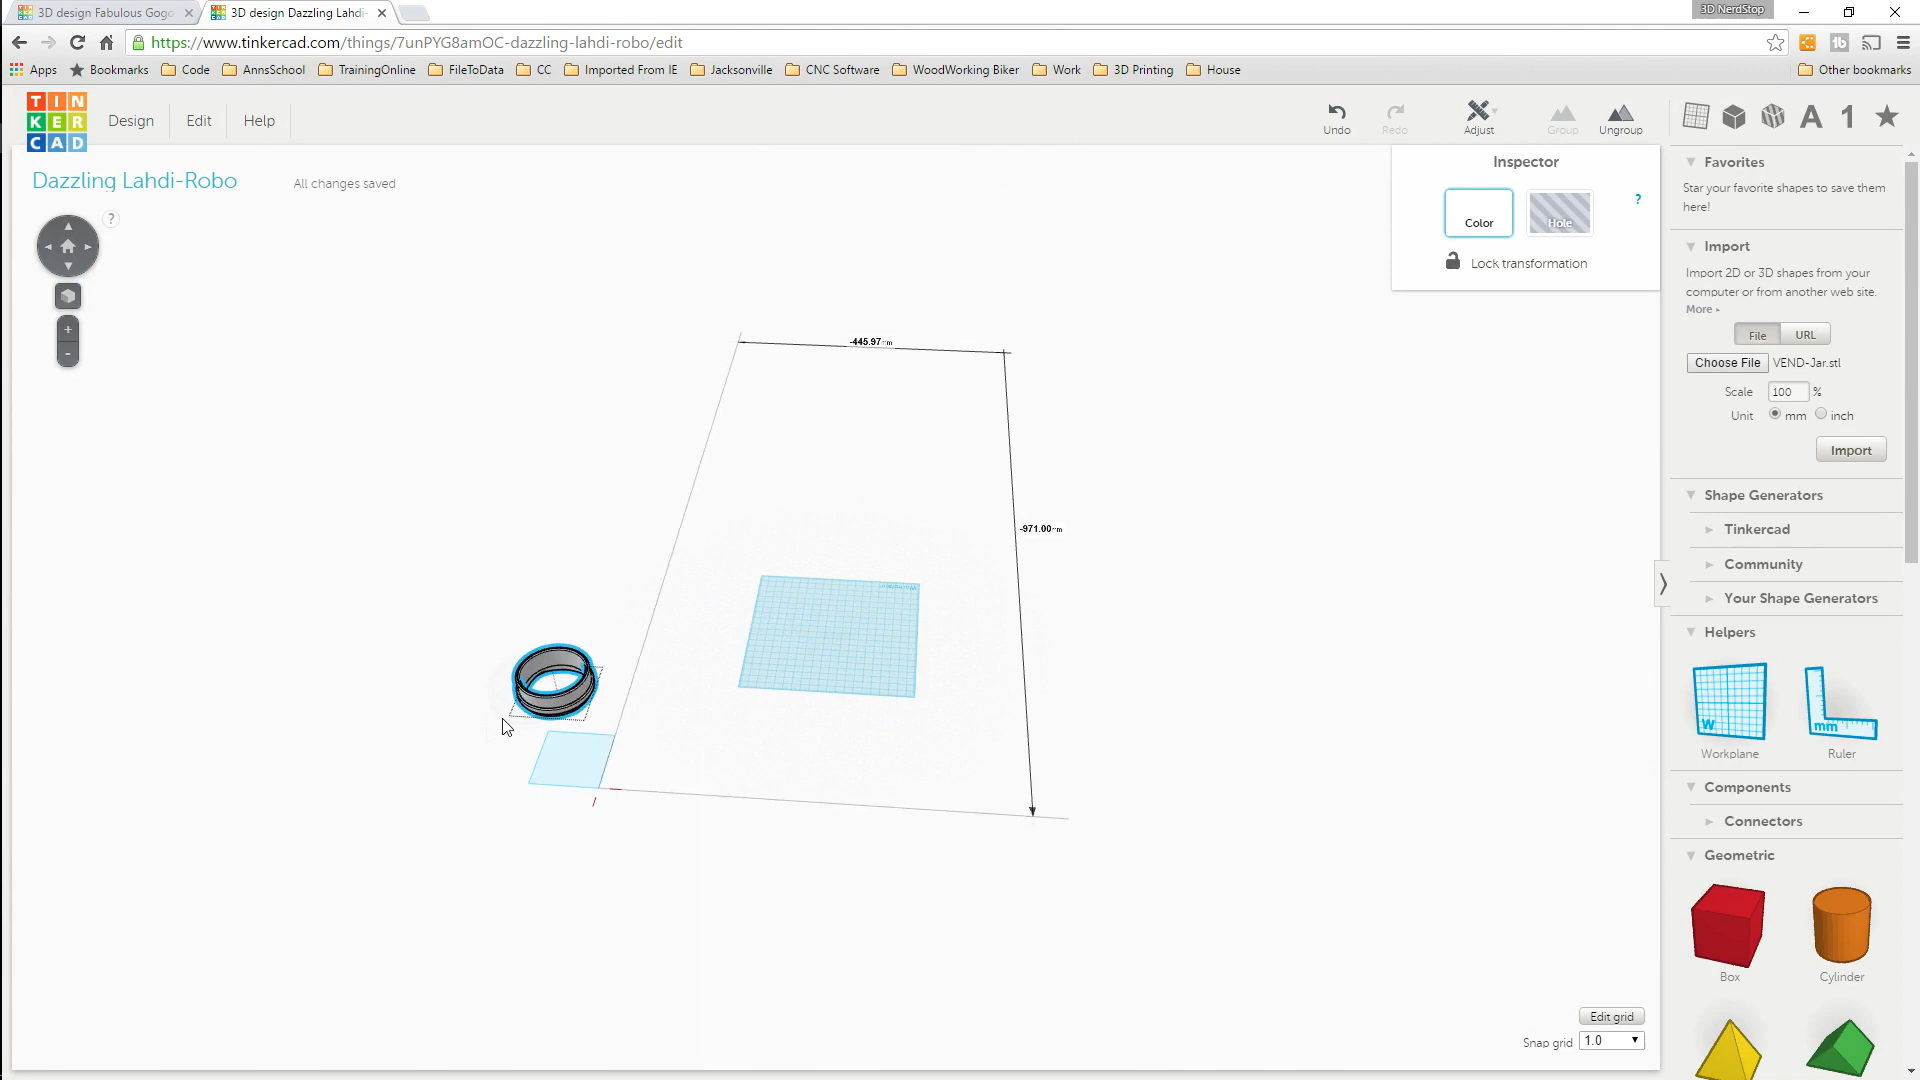 3D design Fabulous Gogo
3D design Dazzling Lahdi-
3D NerdStop
https://www.tinkercad.com/things/7unPYG8amOC-dazzling-lahdi-robo/edit
Apps
Bookmarks
Code
AnnsSchool
TrainingOnline
FileToData
CC
Imported From IE
Jacksonville
CNC Software
WoodWorking Biker
Work
3D Printing
House
Other bookmarks
TIN
KER
CAD
Design
Edit
Help
Undo
Redo
Adjust
Group
Ungroup
A
1
Dazzling Lahdi-Robo
All changes saved
?
Inspector
Color
Hole
?
Lock transformation
-445.97mm
-971.00mm
Favorites
Star your favorite shapes to save them
here!
Import
Import 2D or 3D shapes from your
computer or from another web site.
More
File
URL
Choose File
VEND-Jar.stl
Scale
100
%
Unit
mm
inch
Import
Shape Generators
Tinkercad
Community
Your Shape Generators
Helpers
W
mm
Workplane
Ruler
Components
Connectors
Geometric
Box
Cylinder
Edit grid
Snap grid
1.0